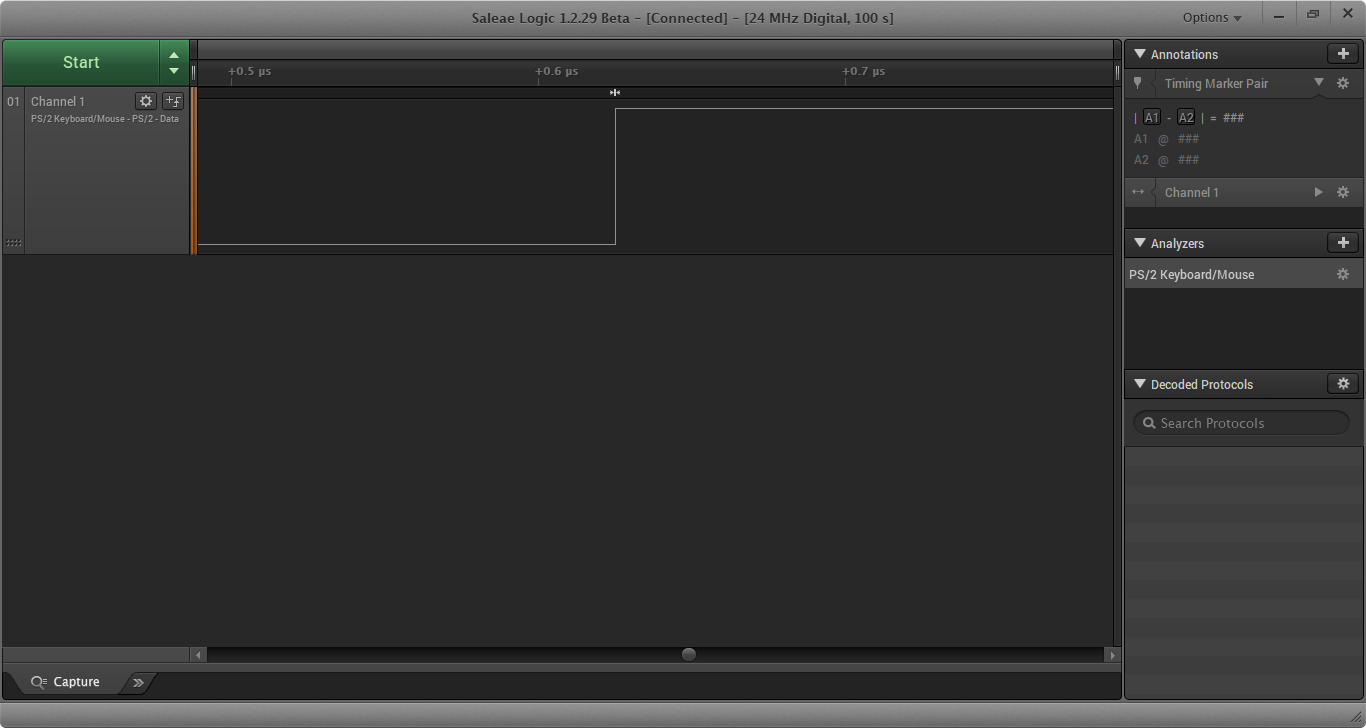 Saleae Logic 1.2.29 Beta - [Connected] - [24 MHz Digital, 100 s]
Options
Start
+0.5 µs
+0.6 µs
+0.7 µs
01
Channel 1
PS/2 Keyboard/Mouse - PS/2 - Data
Annotations
Timing Marker Pair
| A1 - A2 | = ###
A1 @ ###
A2 @ ###
Channel 1
Analyzers
PS/2 Keyboard/Mouse
Decoded Protocols
Search Protocols
Capture